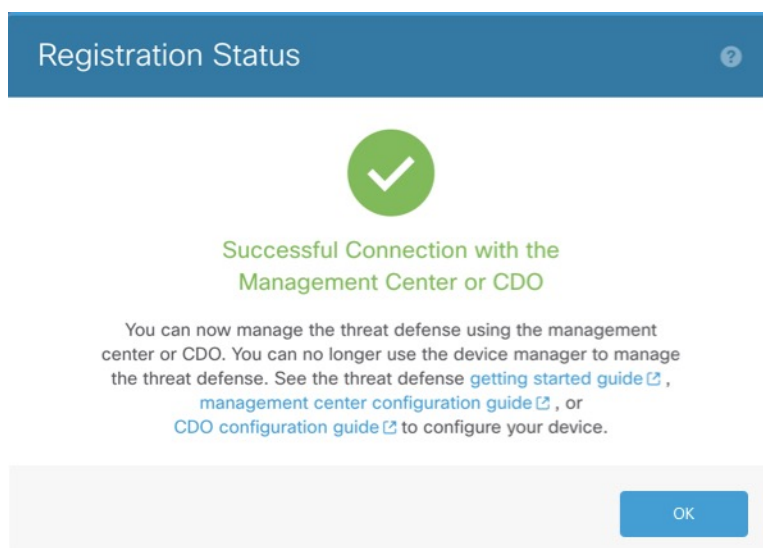 Registration Status
Successful Connection with the
Management Center or CDO
You can now manage the threat defense using the management
center or CDO. You can no longer use the device manager to manage
the threat defense. See the threat defense getting started guide ,
management center configuration guide , or
CDO configuration guide to configure your device.
OK